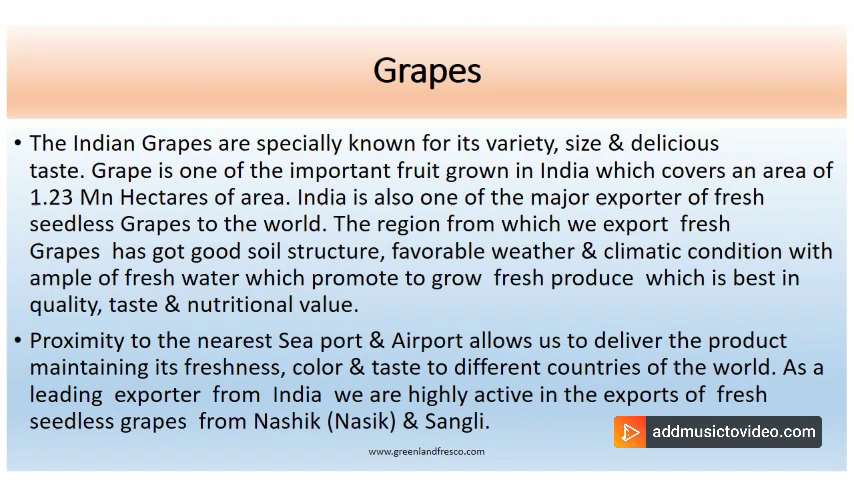 Grapes
• The Indian Grapes are specially known for its variety, size & delicious
taste. Grape is one of the important fruit grown in India which covers an area of
1.23 Mn Hectares of area. India is also one of the major exporter of fresh
seedless Grapes to the world. The region from which we export fresh
Grapes has got good soil structure, favorable weather & climatic condition with
ample of fresh water which promote to grow fresh produce which is best in
quality, taste & nutritional value.
• Proximity to the nearest Sea port & Airport allows us to deliver the product
maintaining its freshness, color & taste to different countries of the world. As a
leading exporter from India we are highly active in the exports of fresh
seedless grapes from Nashik (Nasik) & Sangli.
addmusictovideo.com
www.greenlandfresco.com